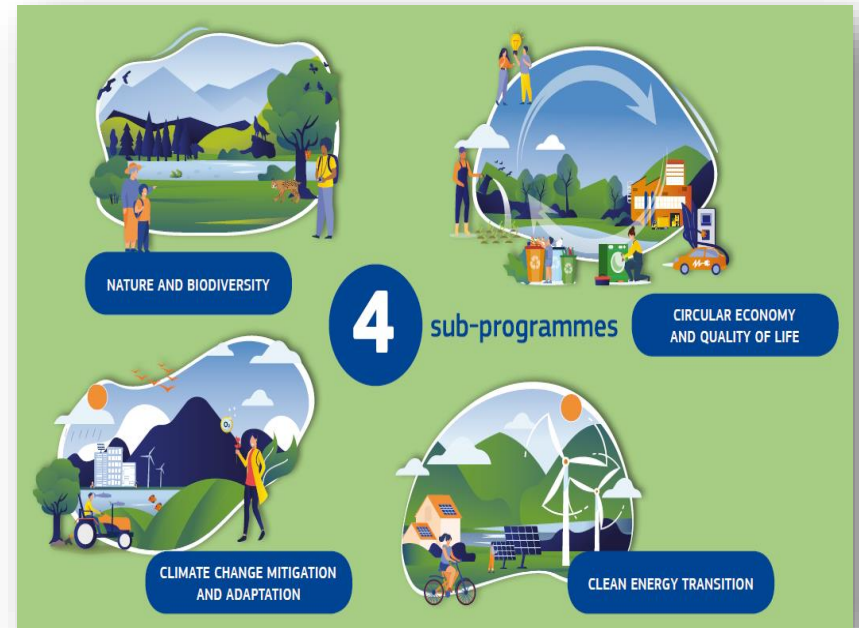 NATURE AND BIODIVERSITY
4 sub-programmes
CIRCULAR ECONOMY
AND QUALITY OF LIFE
CLIMATE CHANGE MITIGATION
AND ADAPTATION
CLEAN ENERGY TRANSITION